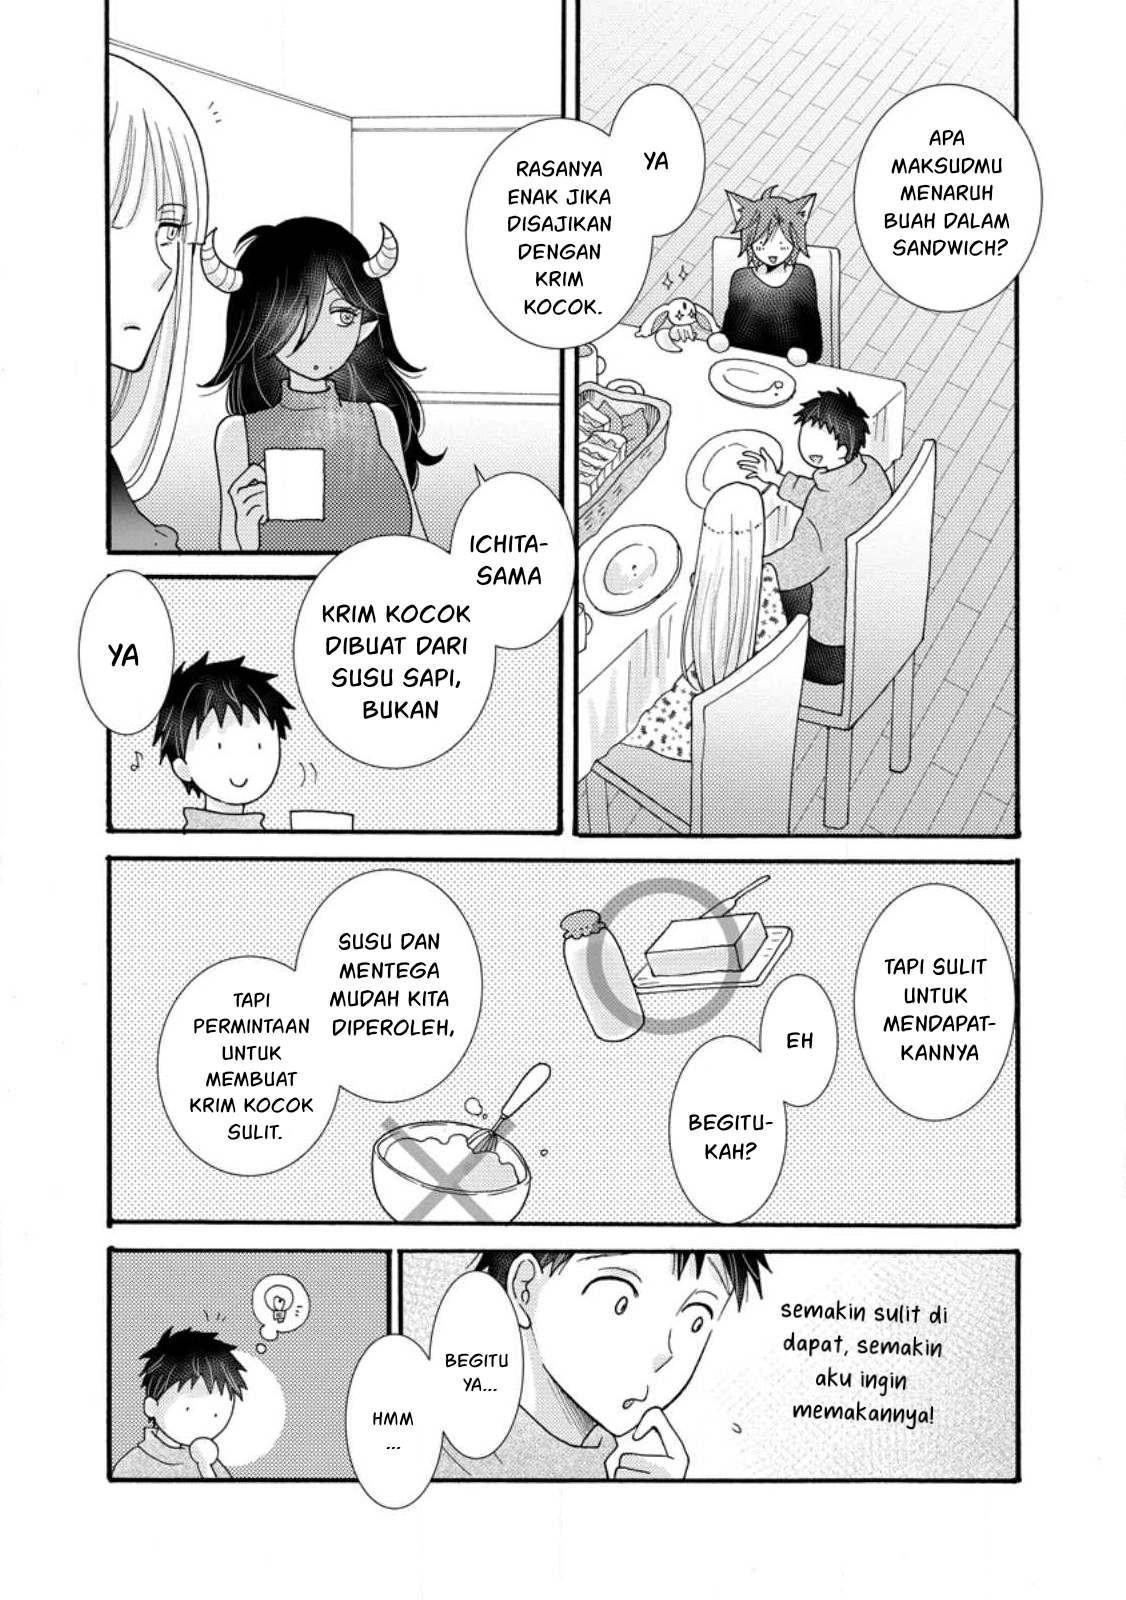 APA
MAKSUDMU
MENARUH
BUAH DALAM
SANDWICH?
YA
RASANYA
ENAK JIKA
DISAJIKAN
DENGAN
KRIM
KOCOK.
ICHITA-
SAMA
KRIM KOCOK
DIBUAT DARI
SUSU SAPI,
BUKAN
YA
TAPI SULIT
UNTUK
MENDAPAT-
KANNYA
EH
BEGITU-
KAH?
SUSU DAN
MENTEGA
MUDAH KITA
DIPEROLEH,
TAPI
PERMINTAAN
UNTUK
MEMBUAT
KRIM KOCOK
SULIT.
semakin sulit di
dapat, semakin
aku ingin
memakannya!
BEGITU
YA...
HMM
...